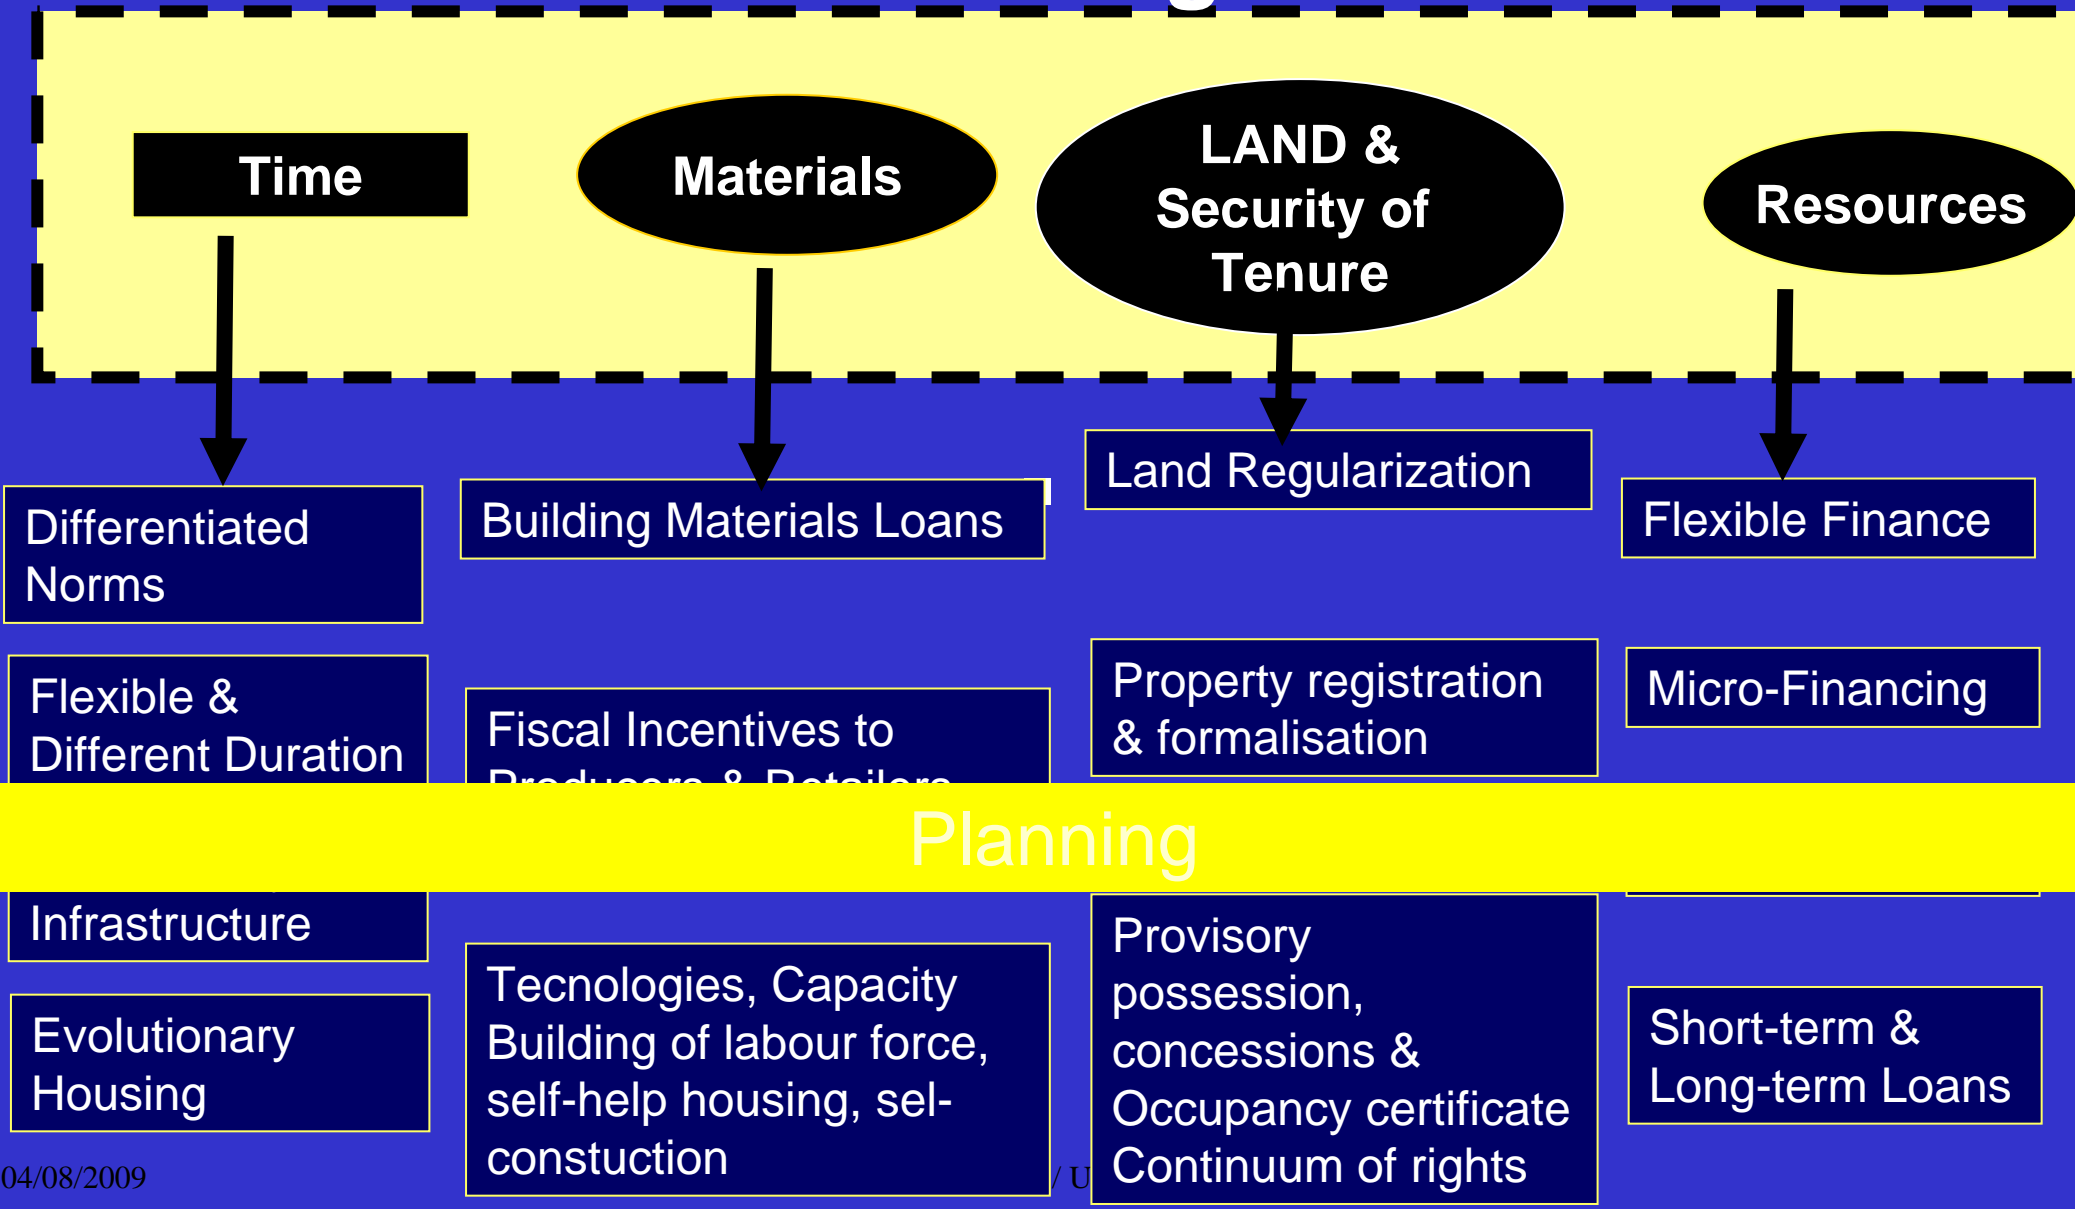 Time
Materials
LAND &
Security of
Tenure
Resources
Differentiated
Norms
Flexible &
Different Duration
Infrastructure
Evolutionary
Housing
Building Materials Loans
Fiscal Incentives to
Producers & Retailers
Tecnologies, Capacity
Building of labour force,
self-help housing, sel-
constuction
Land Regularization
Property registration
& formalisation
Provisory
possession,
concessions &
Occupancy certificate
Continuum of rights
Flexible Finance
Micro-Financing
Short-term &
Long-term Loans
Planning
04/08/2009
/ U